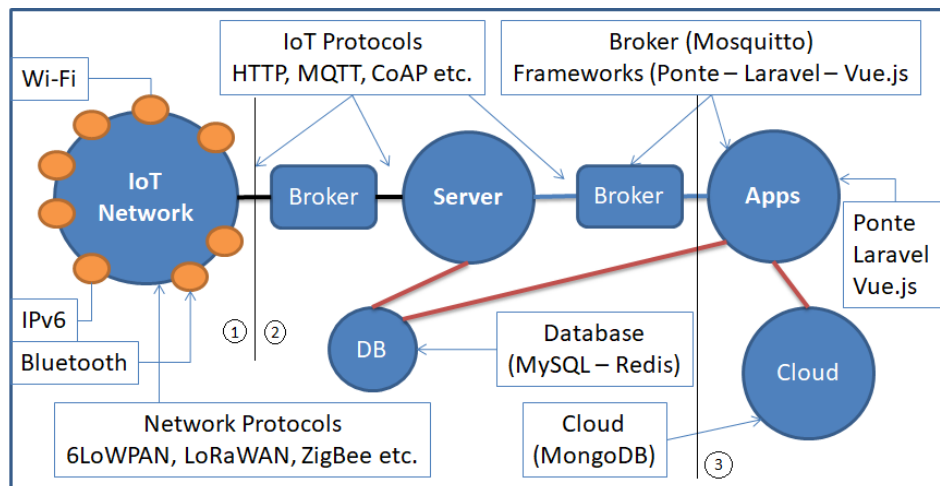 IoT Protocols
HTTP, MQTT, CoAP etc.
Broker (Mosquitto)
Frameworks (Ponte – Laravel – Vue.js
Wi-Fi
IoT
Network
Broker
Server
Broker
Apps
Ponte
Laravel
Vue.js
IPv6
Bluetooth
1
2
DB
Database
(MySQL – Redis)
Cloud
Network Protocols
6LoWPAN, LoRaWAN, ZigBee etc.
Cloud
(MongoDB)
3